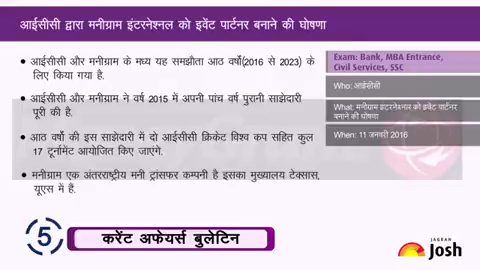 आईसीसी द्वारा मनीग्राम इंटरनेश्नल को इवेंट पार्टनर बनाने की घोषणा
आईसीसी और मनीग्राम के मध्य यह समझौता आठ वर्षो(2016 से 2023) के
लिए किया गया है.
आईसीसी और मनीग्राम ने वर्ष 2015 में अपनी पांच वर्ष पुरानी साझेदारी
पूरी की है.
आठ वर्षो की इस साझेदारी में दो आईसीसी क्रिकेट विश्व कप सहित कुल
17 टूर्नामेंट आयोजित किए जाएंगे.
मनीग्राम एक अंतरराष्ट्रीय मनी ट्रांसफर कम्पनी है इसका मुख्यालय टेक्सास,
यूएस में हैं.
Exam: Bank, MBA Entrance,
Civil Services, SSC
Who: आईसीसी
What: मनीग्राम इंटरनेश्नल को इवेंट पार्टनर
बनाने की घोषणा
When: 11 जनवरी 2016
5 करेंट अफेयर्स बुलेटिन
JAGRAN
Josh